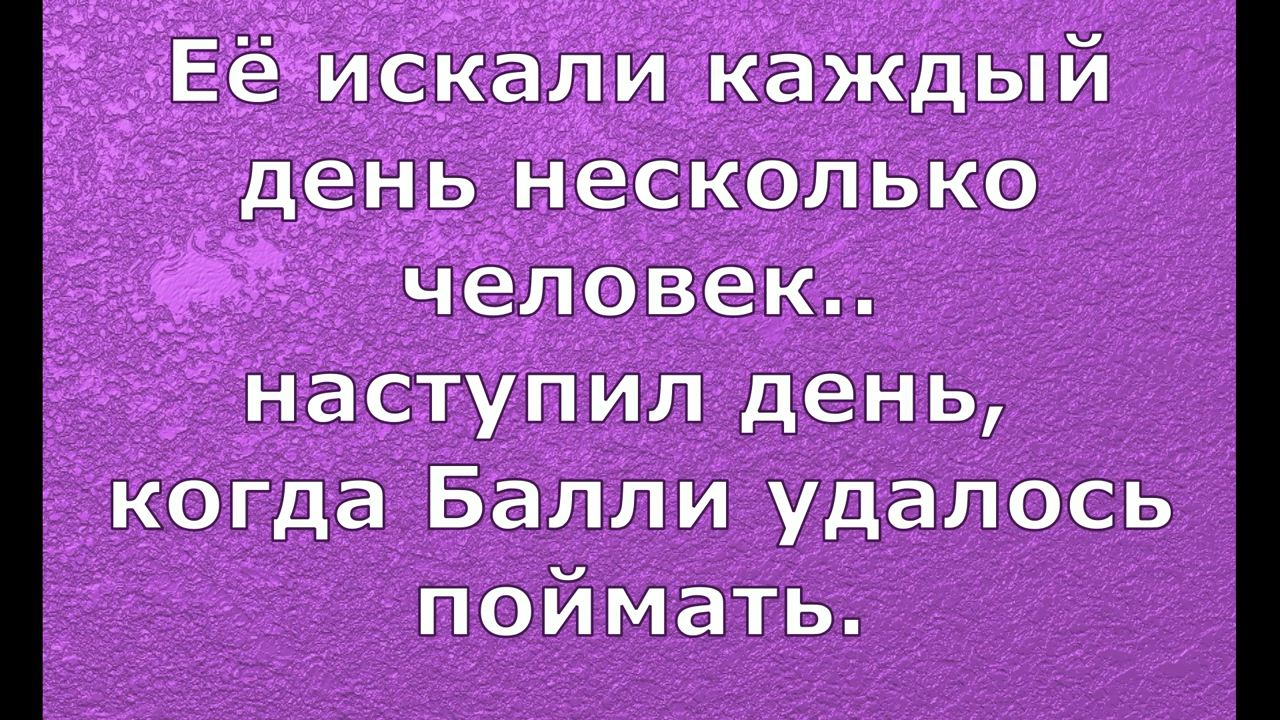 Её искали каждый
день несколько
человек..
наступил день,
когда Балли удалось
поймать.